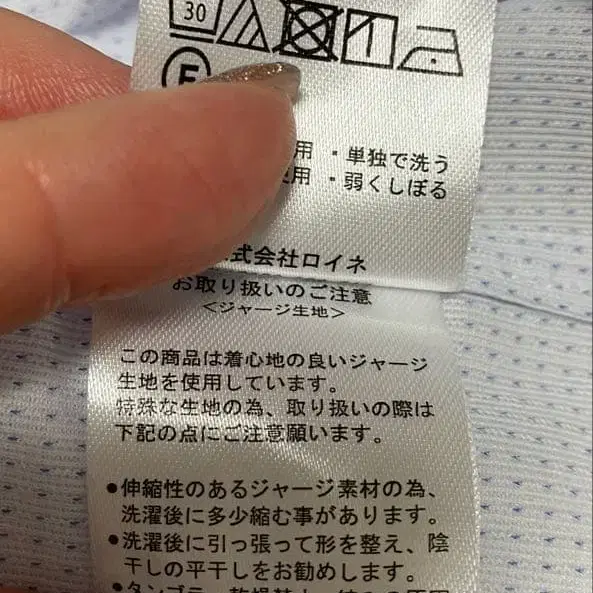 30
F
用 ・単独で洗う
用 ・弱くしぼる
式会社ロイネ
お取り扱いのご注意
＜ジャージ生地＞
この商品は着心地の良いジャージ
生地を使用しています。
特殊な生地の為、取り扱いの際は
下記の点にご注意願います。
●伸縮性のあるジャージ素材の為、
洗濯後に多少縮む事があります。
●洗濯後に引っ張って形を整え、陰
干しの平干しをお勧めします。